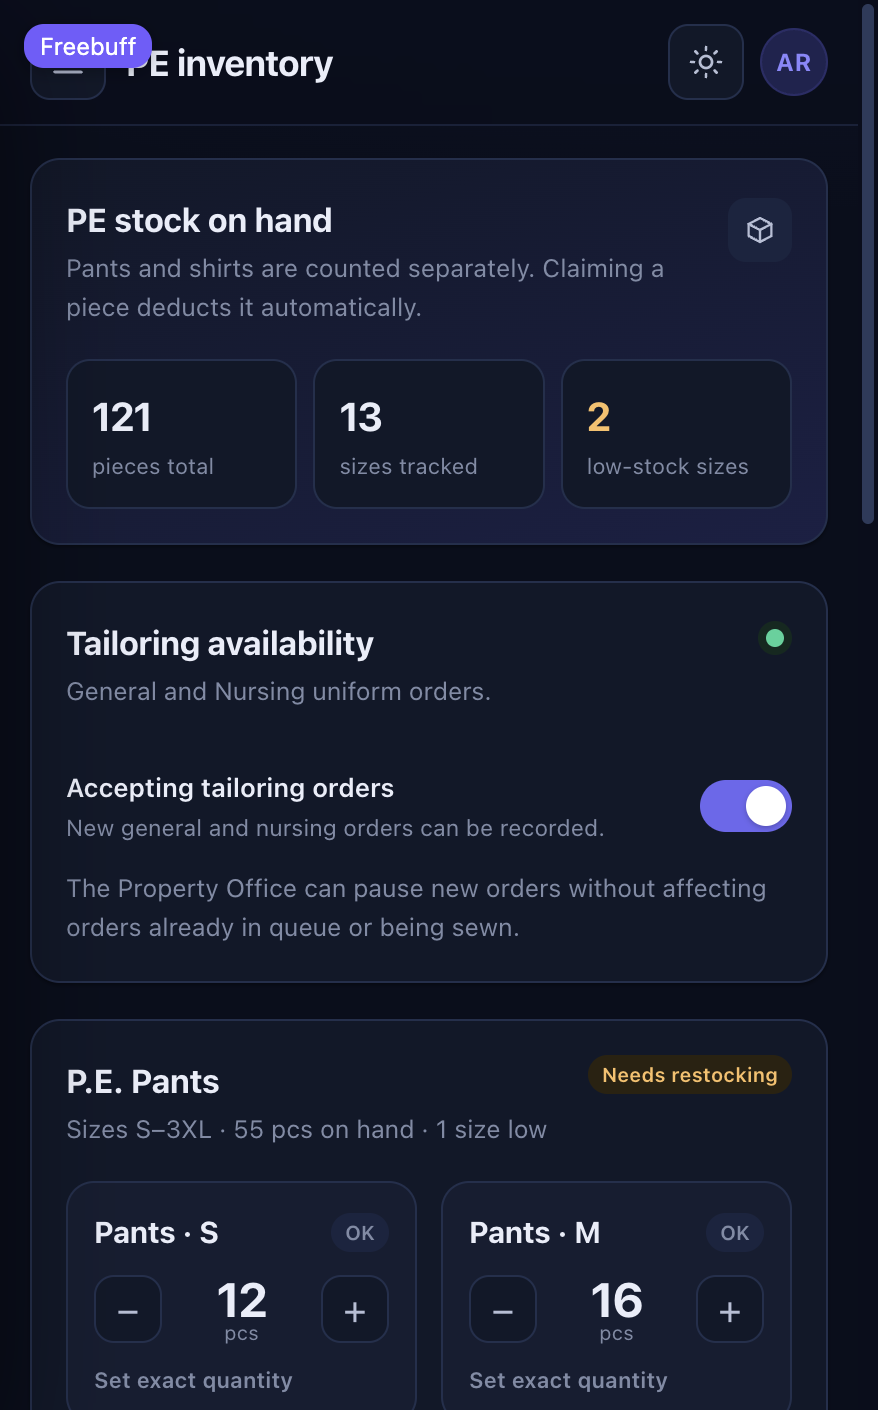 Freebuff
PE inventory
AR
PE stock on hand
Pants and shirts are counted separately. Claiming a
piece deducts it automatically.
121
pieces total
13
sizes tracked
2
low-stock sizes
Tailoring availability
General and Nursing uniform orders.
Accepting tailoring orders
New general and nursing orders can be recorded.
The Property Office can pause new orders without affecting
orders already in queue or being sewn.
P.E. Pants
Needs restocking
Sizes S–3XL · 55 pcs on hand · 1 size low
Pants · S
OK
− 12 +
pcs
Set exact quantity
Pants · M
OK
− 16 +
pcs
Set exact quantity